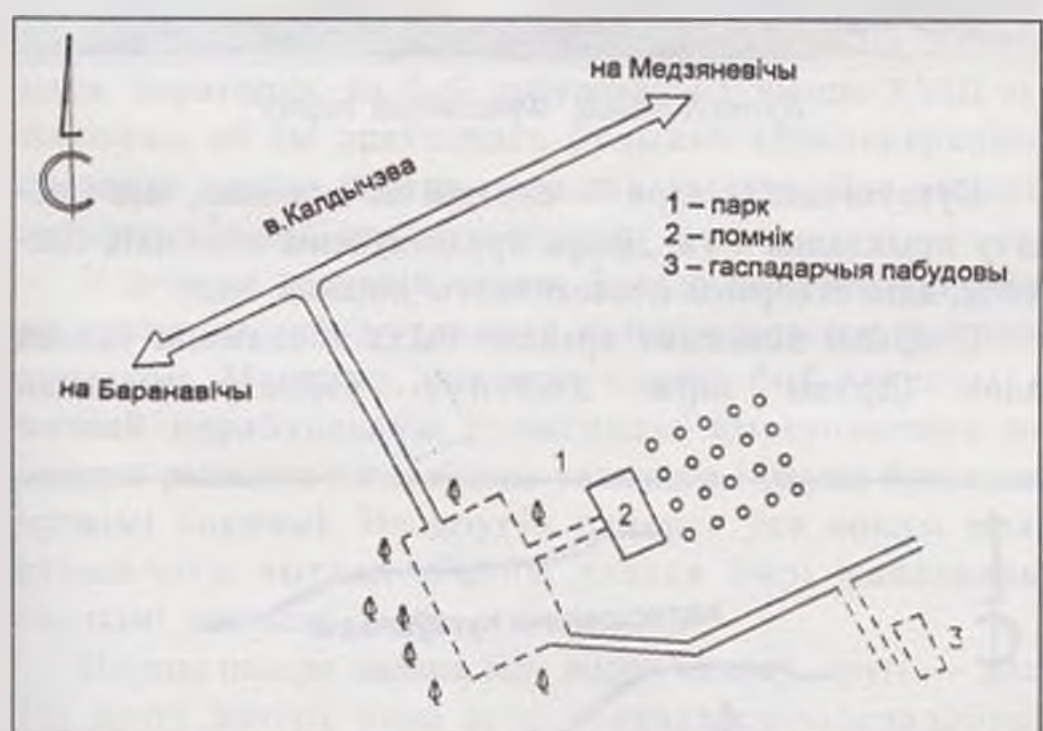 на Медзяневічы
в.Калдычэва
1 – парк
2 – помнік
3 – гаспадарчыя пабудовы
на Баранавічы
1
2
3